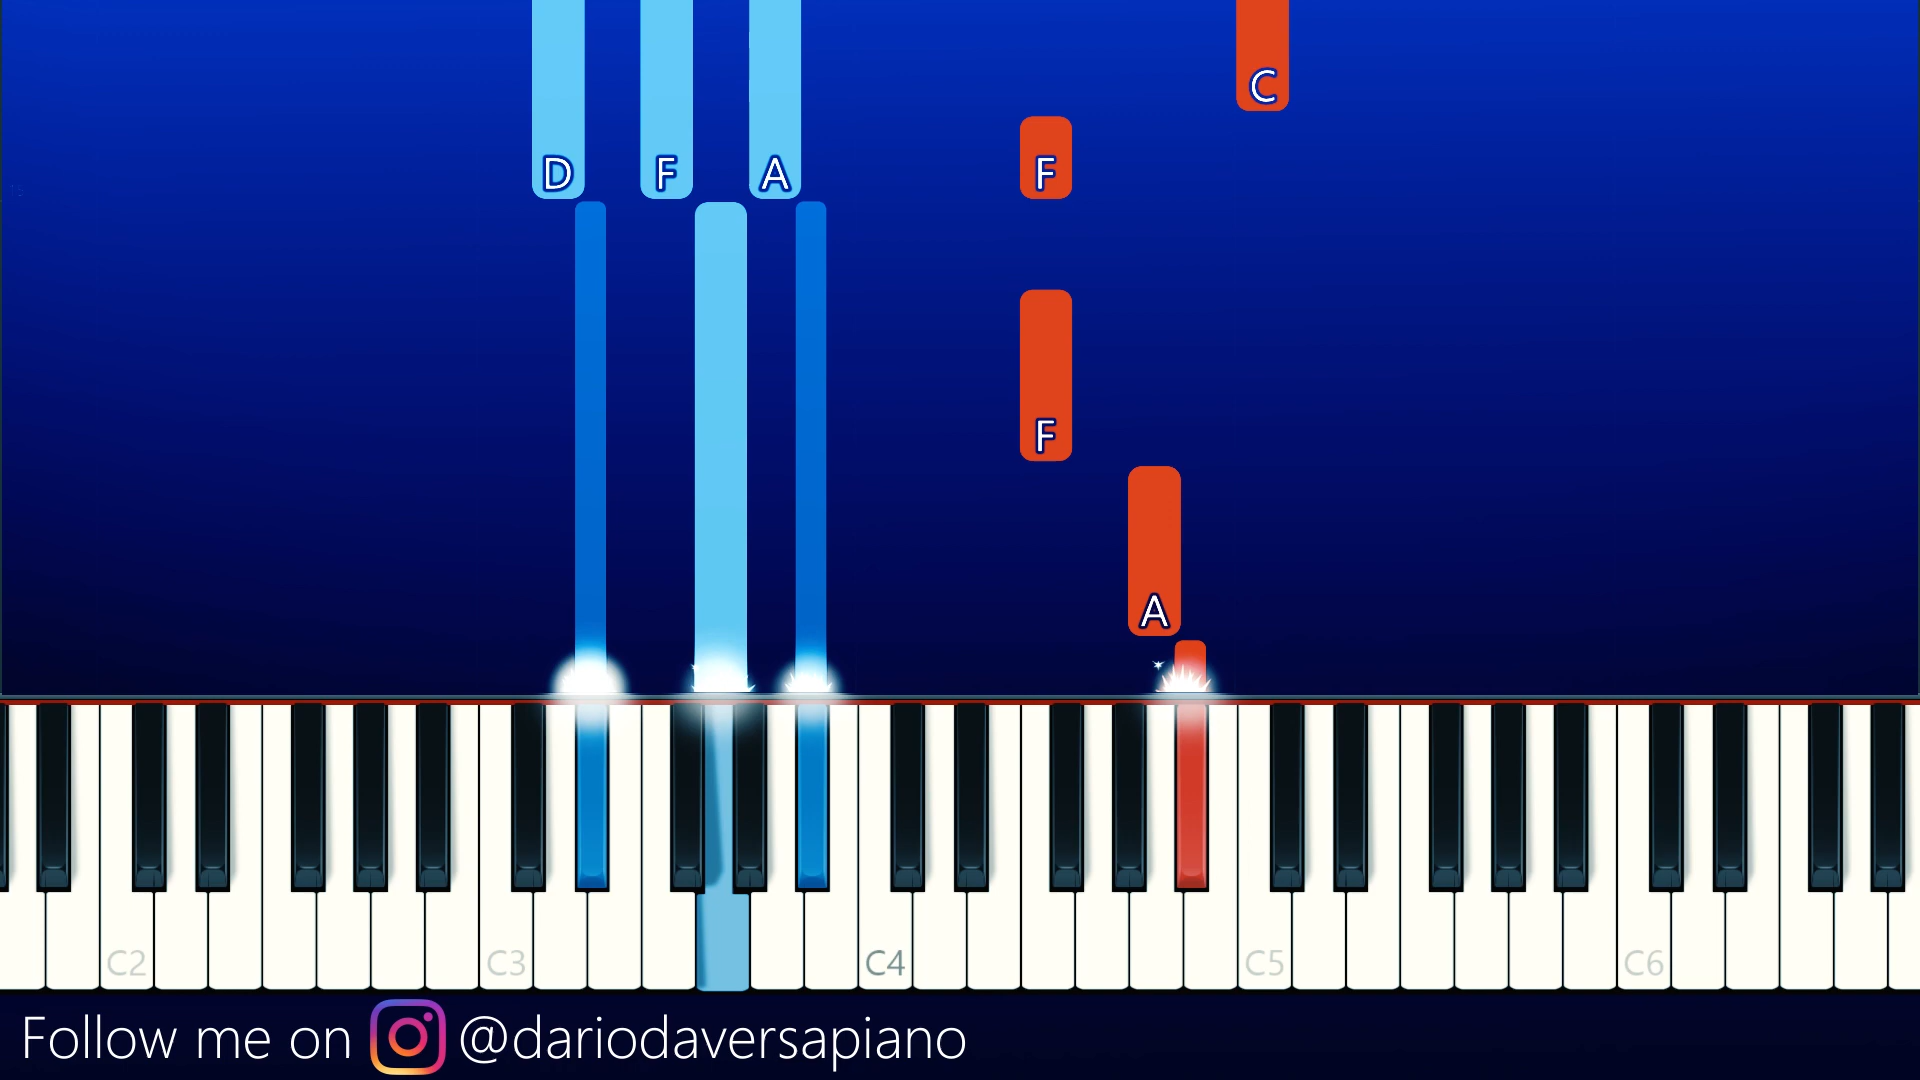 C
D F A F
F
A
C2 C3 C4 C5 C6
Follow me on @dariodaversapiano